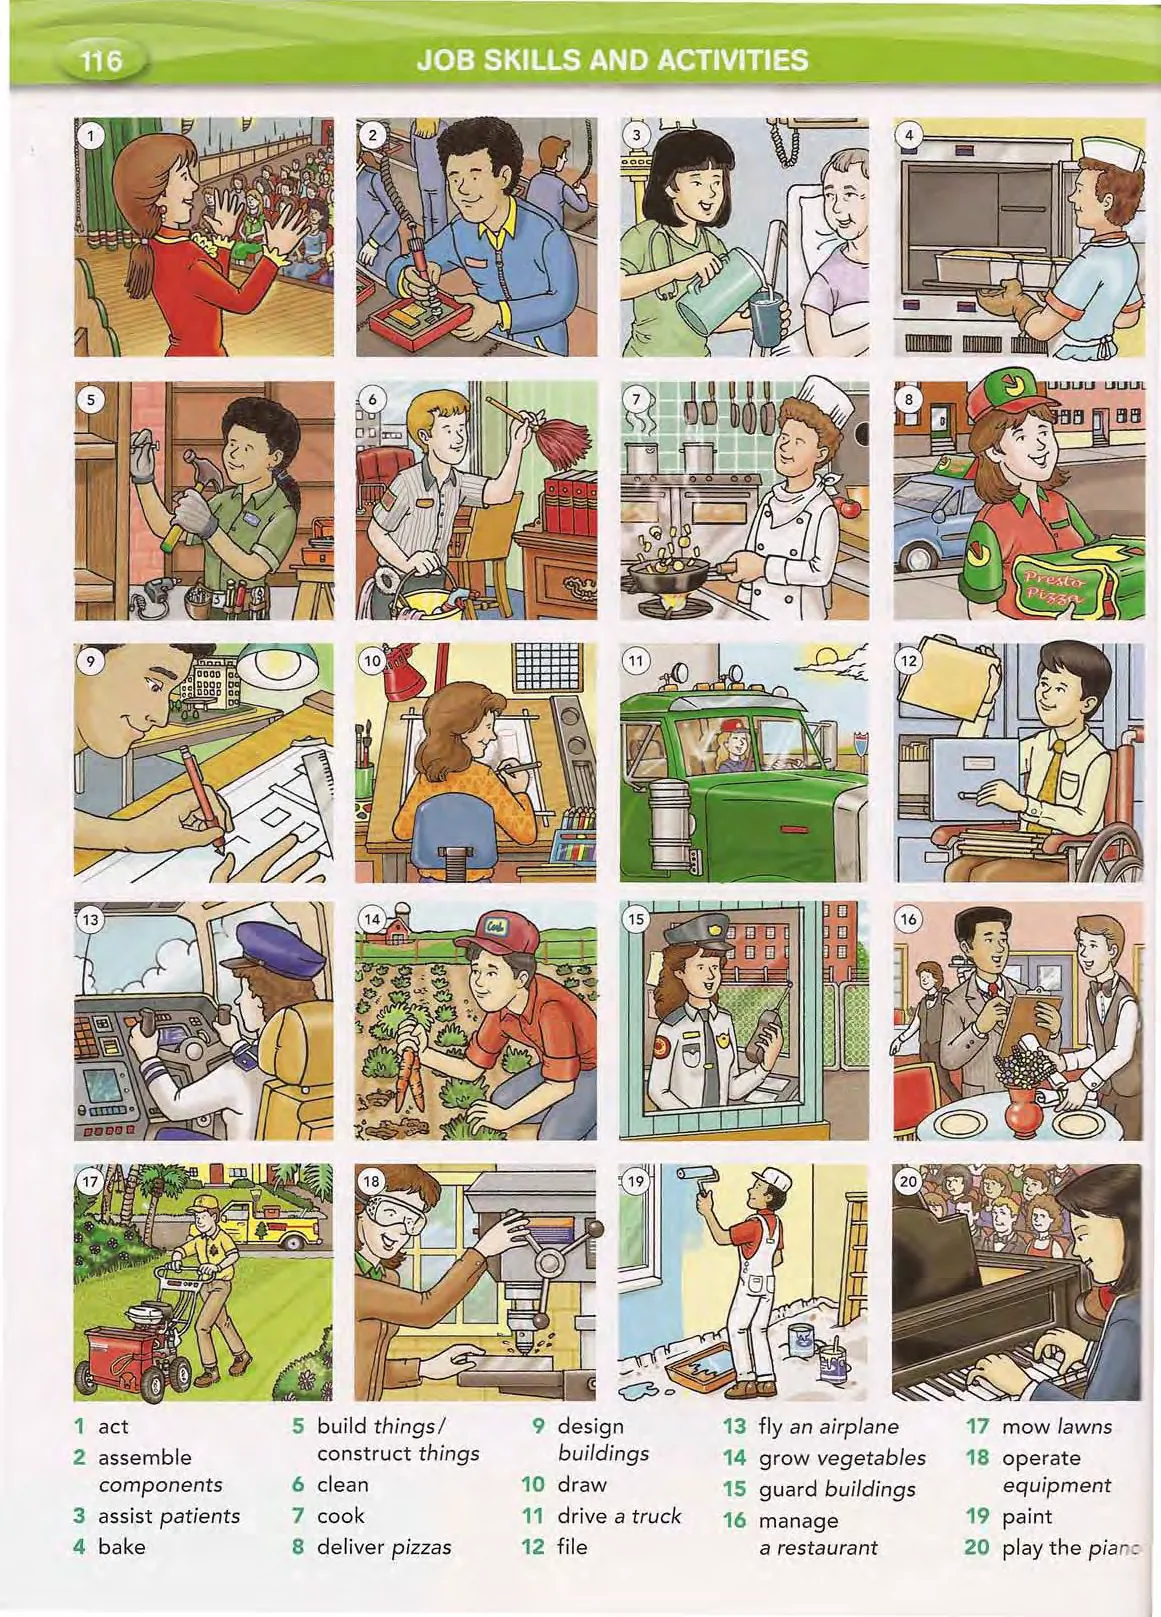 116
JOB SKILLS AND ACTIVITIES
1
2
3
4
5
6
7
8
Presto
Pizza
9
10
11
12
13
14
15
16
17
18
19
20
1 act
2 assemble
components
3 assist patients
4 bake
5 build things/
construct things
6 clean
7 cook
8 deliver pizzas
9 design
buildings
10 draw
11 drive a truck
12 file
13 fly an airplane
14 grow vegetables
15 guard buildings
16 manage
a restaurant
17 mow lawns
18 operate
equipment
19 paint
20 play the piano